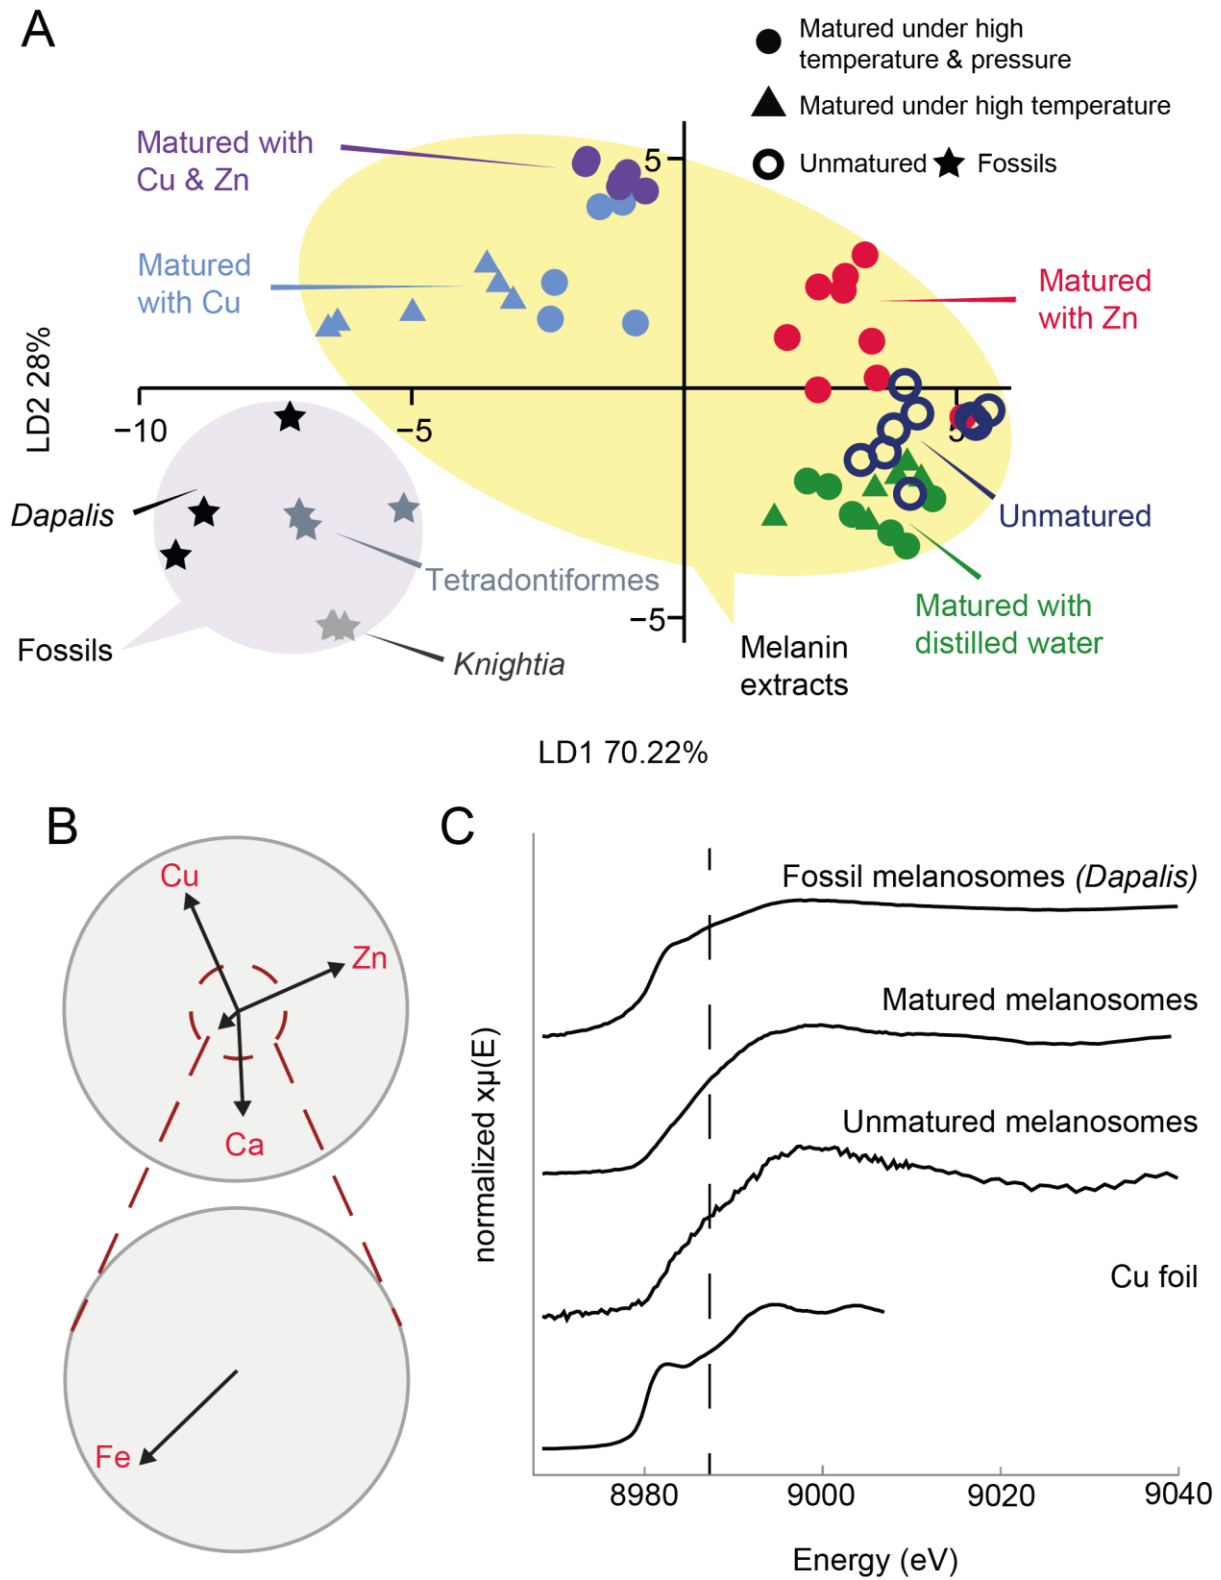 A
Matured under high
temperature & pressure
Matured under high temperature
Unmatured
Fossils
Matured with
Cu & Zn
5
Matured
with Cu
Matured
with Zn
LD2 28%
−10
−5
5
Dapalis
Unmatured
Tetradontiformes
−5
Matured with
distilled water
Fossils
Knightia
Melanin
extracts
LD1 70.22%
B
Cu
Zn
Ca
Fe
C
Fossil melanosomes (Dapalis)
Matured melanosomes
Unmatured melanosomes
Cu foil
normalized xµ(E)
8980
9000
9020
9040
Energy (eV)